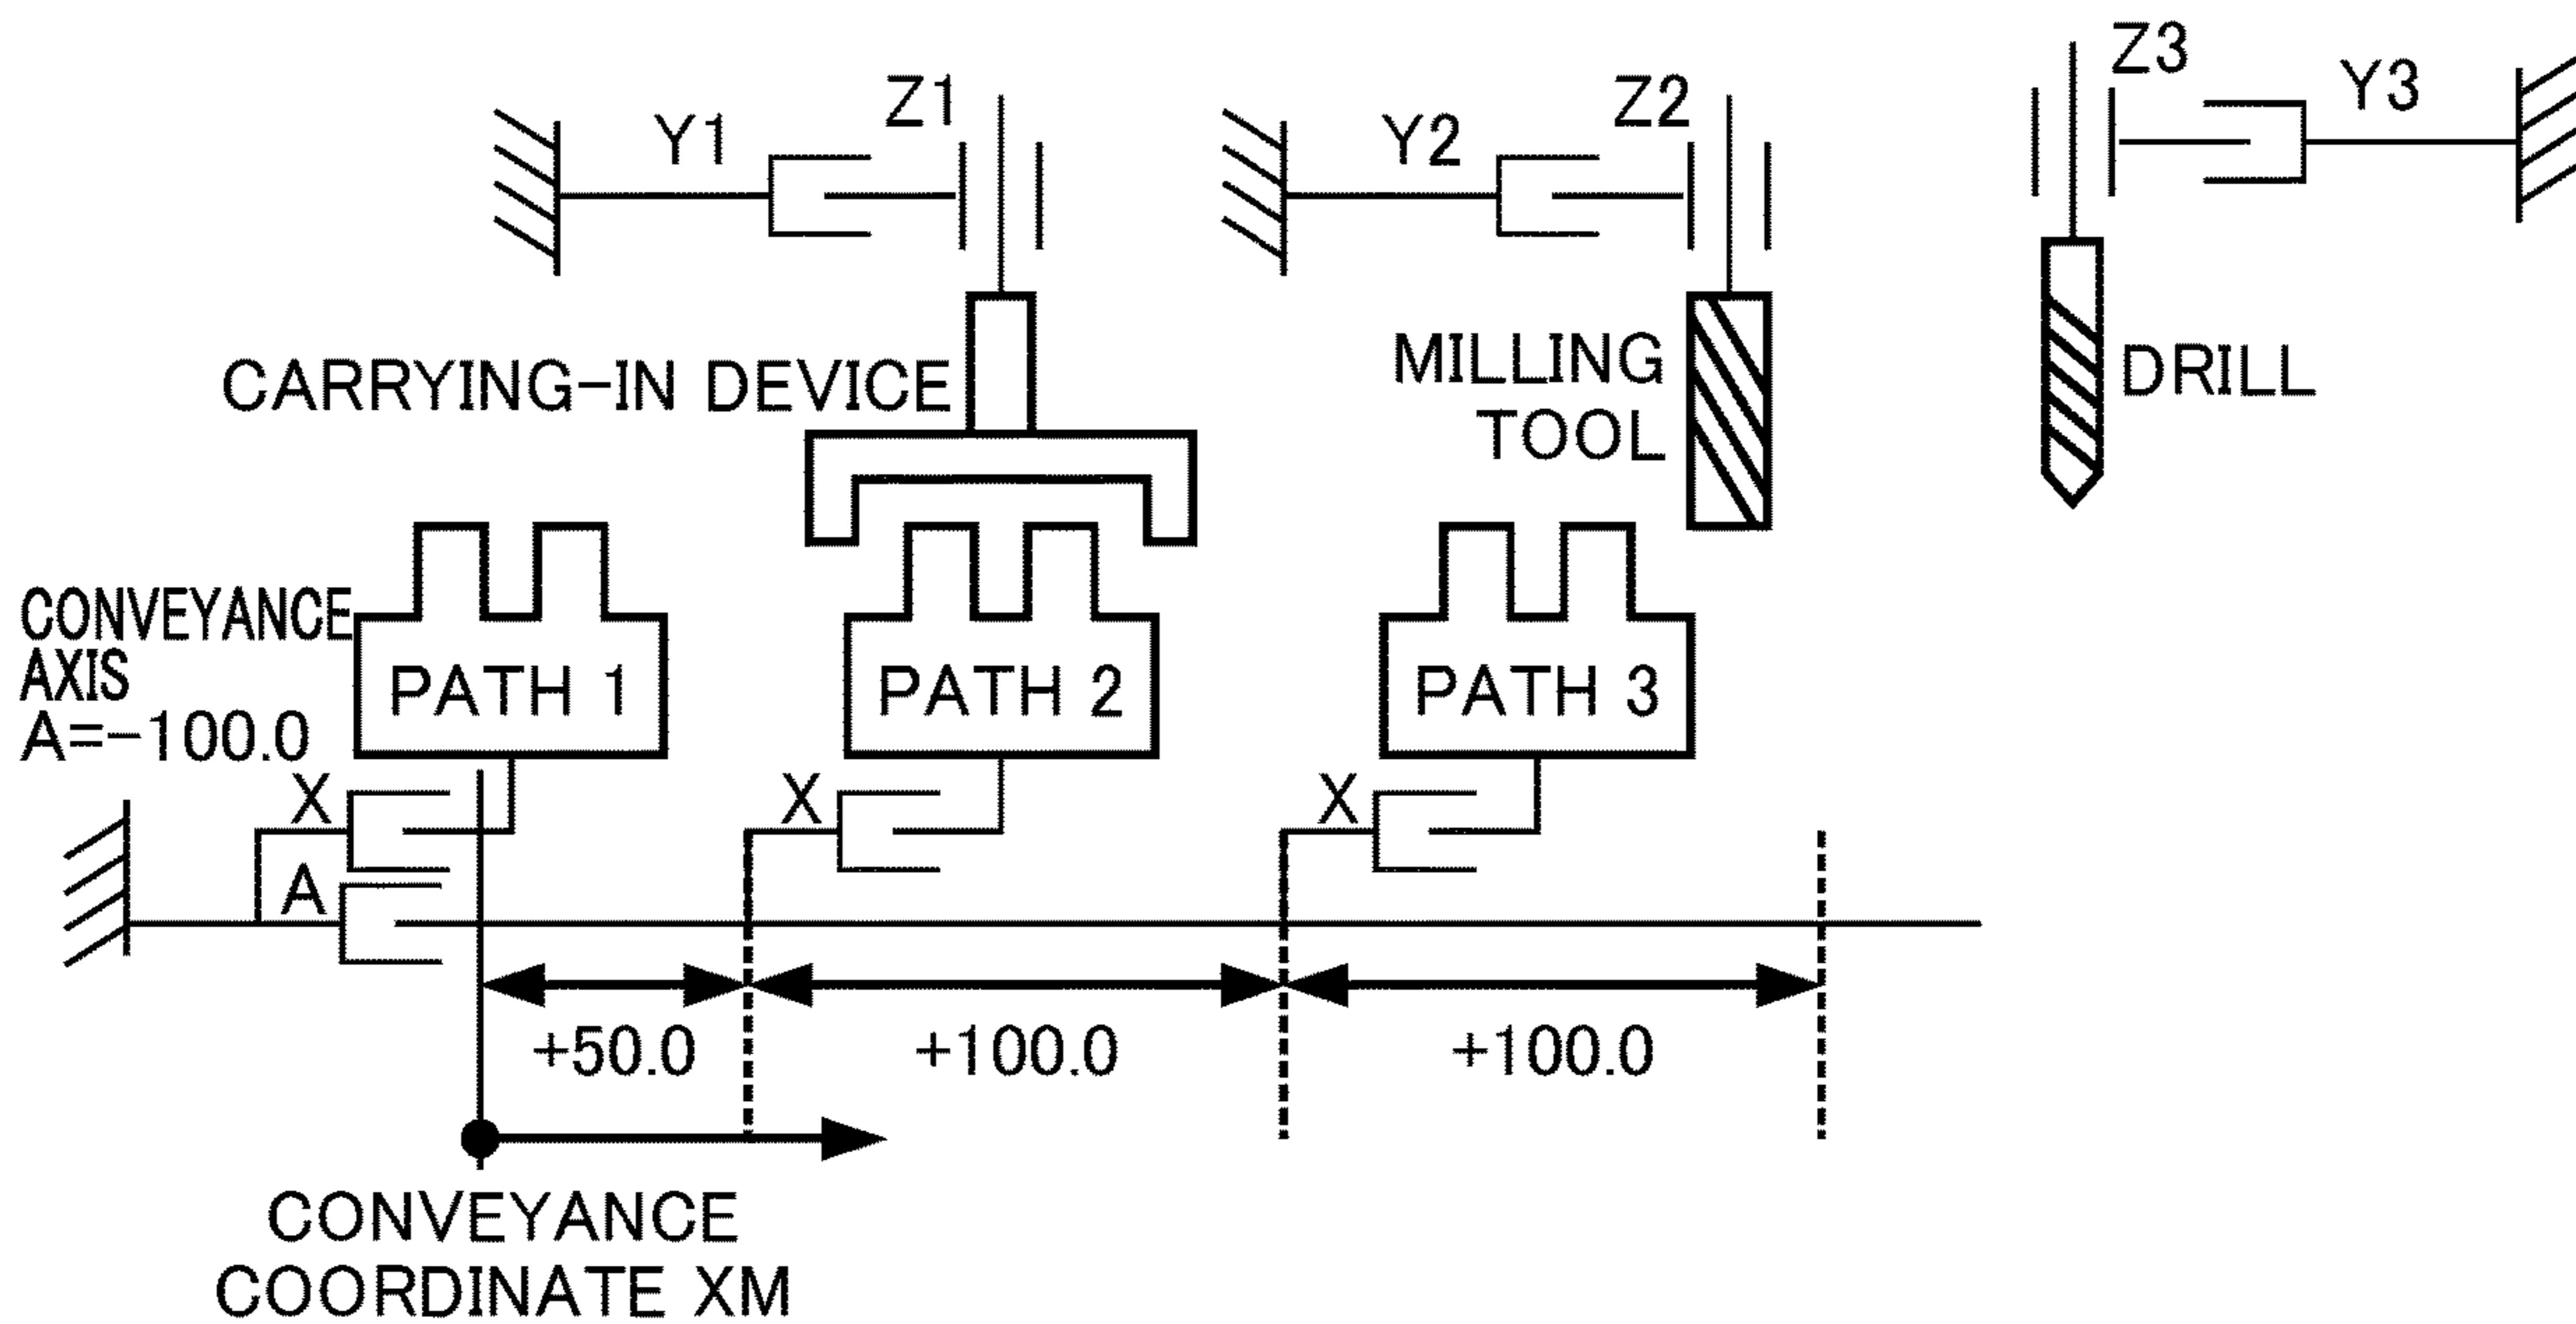 Z3
Y3
Z1
Y1
Z2
Y2
CARRYING-IN DEVICE
MILLING
TOOL
DRILL
CONVEYANCE
AXIS
A=-100.0
PATH 1
PATH 2
PATH 3
X
X
X
A
+50.0
+100.0
+100.0
CONVEYANCE
COORDINATE XM